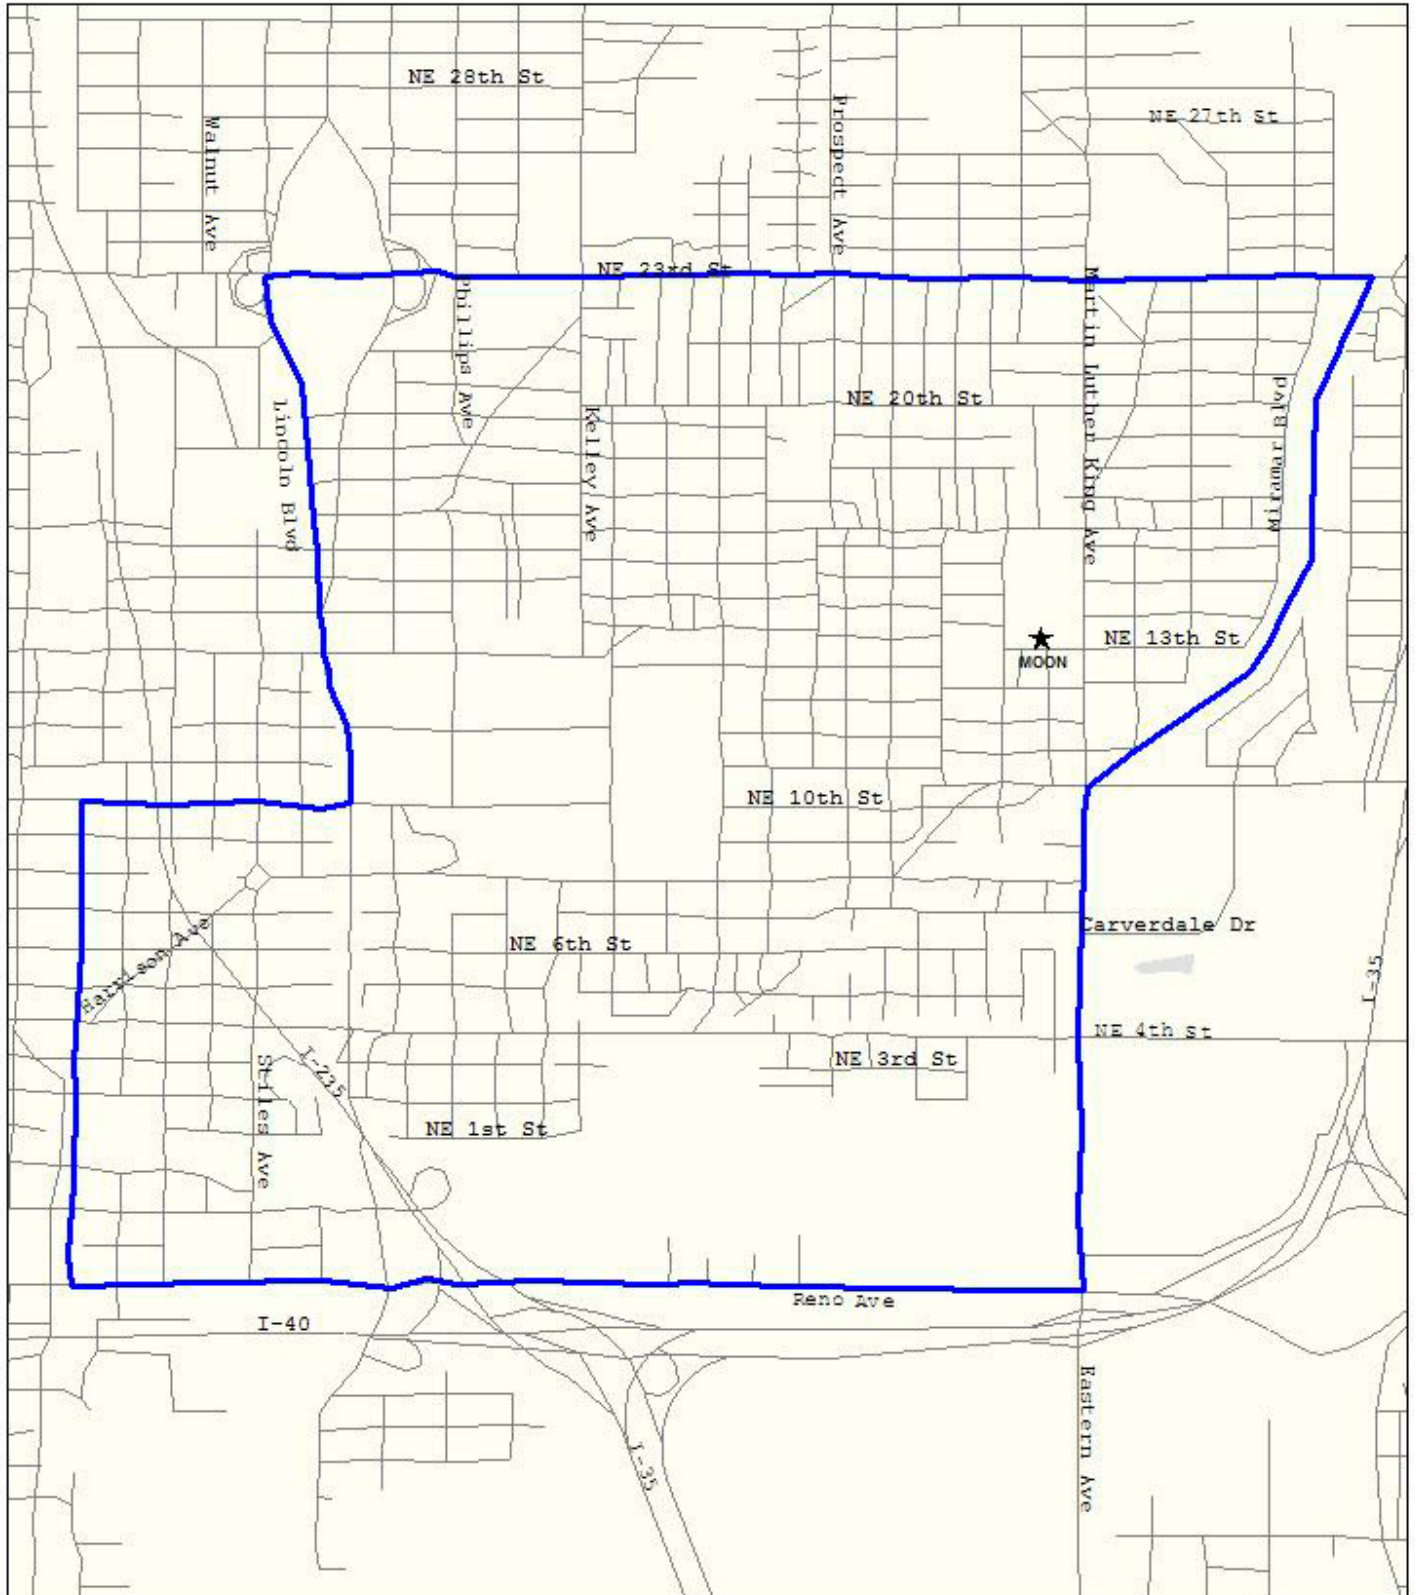 NE 28th St
NE 27th St
Walnut Ave
Prospect Ave
NE 23rd St
Phillips Ave
Martin Luther King Ave
Miramar Blvd
NE 20th St
Lincoln Blvd
Kelley Ave
NE 13th St
MOON
NE 10th St
Harrison Ave
NE 6th St
Carverdale Dr
I-35
NE 4th St
I-235
NE 3rd St
Stiles Ave
NE 1st St
Reno Ave
I-40
Eastern Ave
I-35